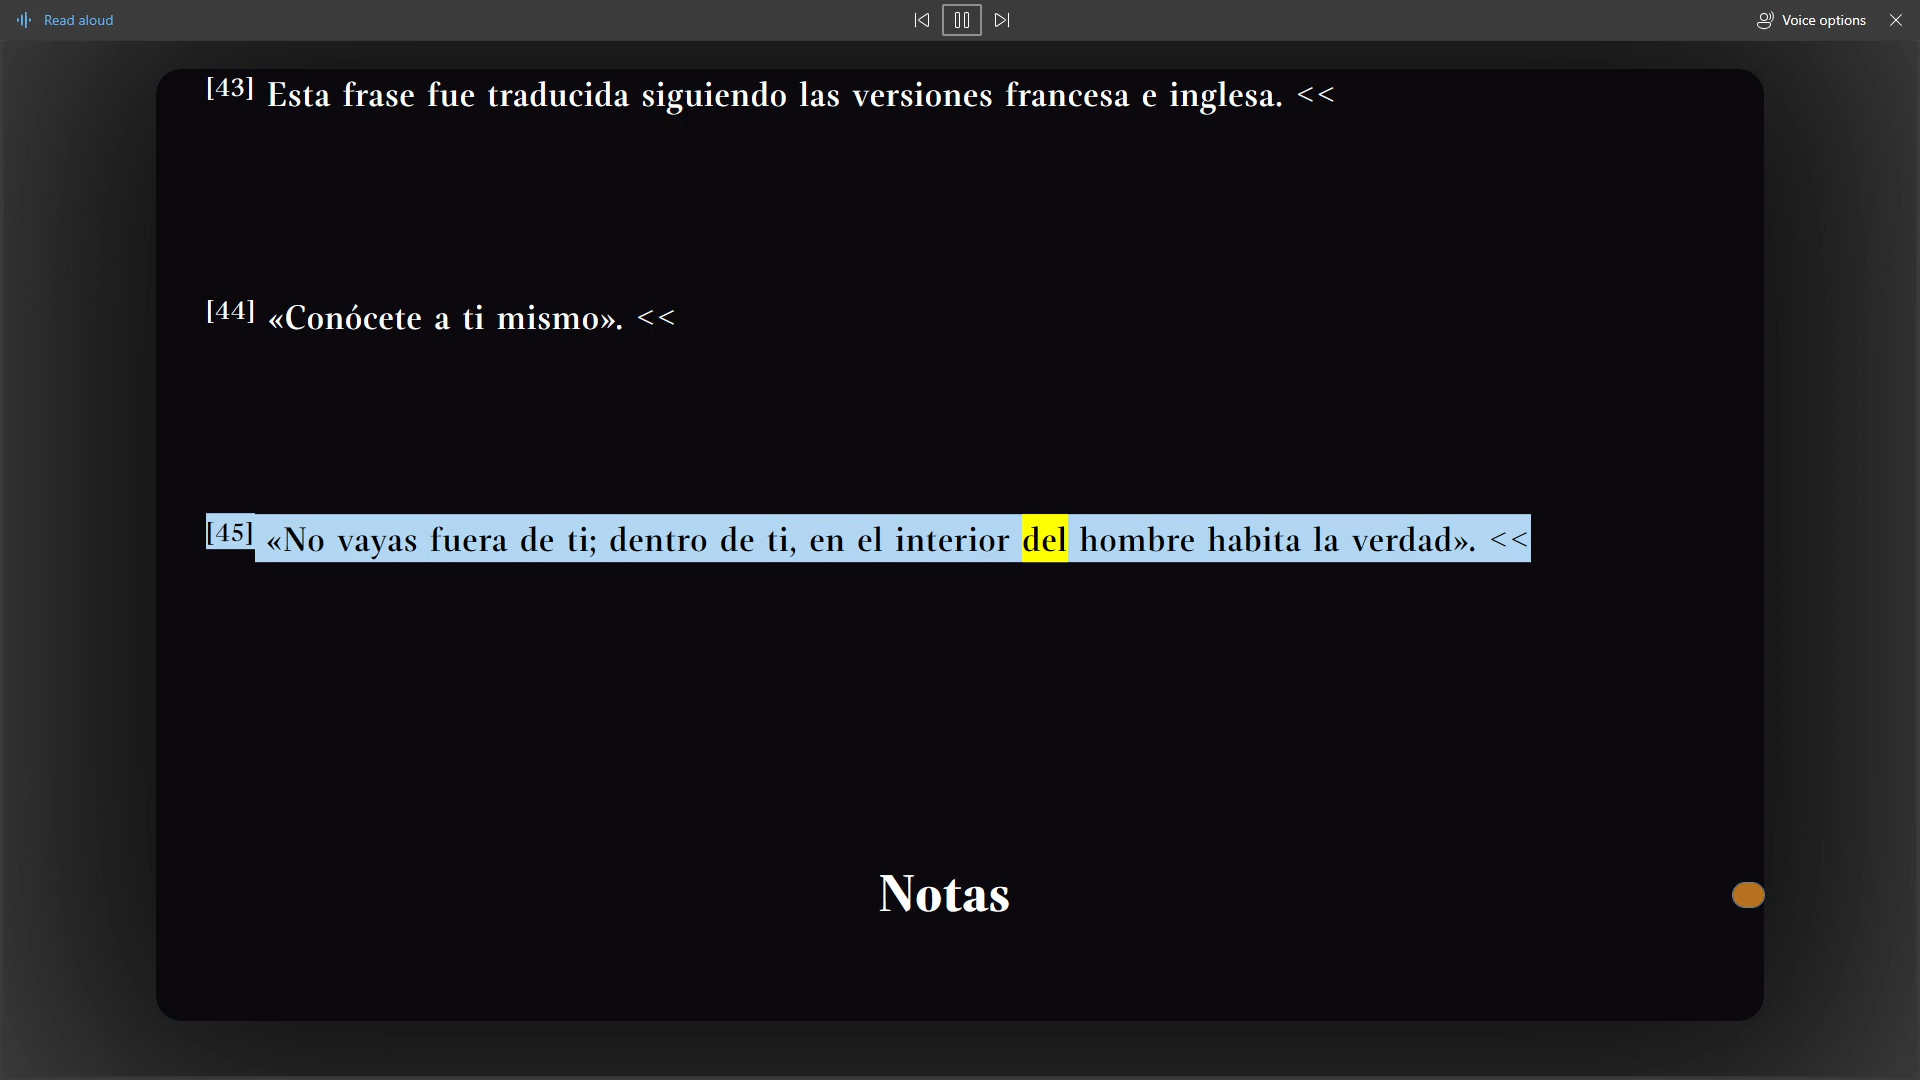 Read aloud
Voice options
[43] Esta frase fue traducida siguiendo las versiones francesa e inglesa. <<
[44] «Conócete a ti mismo». <<
[45] «No vayas fuera de ti; dentro de ti, en el interior del hombre habita la verdad». <<
Notas